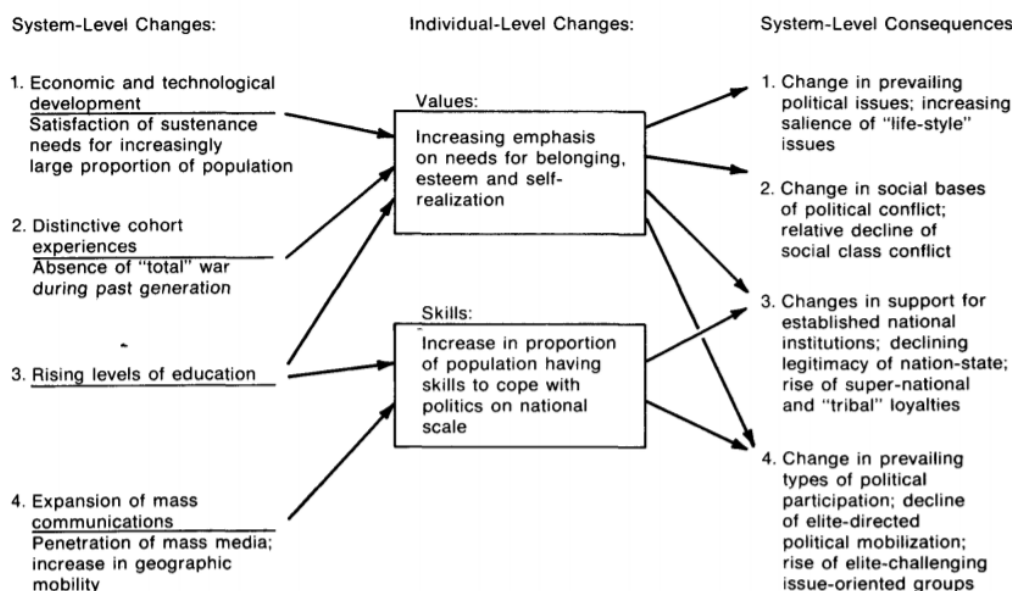 System-Level Changes:
1. Economic and technological
development
Satisfaction of sustenance
needs for increasingly
large proportion of population
2. Distinctive cohort
experiences
Absence of "total" war
during past generation
3. Rising levels of education
4. Expansion of mass
communications
Penetration of mass media;
increase in geographic
mobility
Individual-Level Changes:
Values:
Increasing emphasis
on needs for belonging,
esteem and self-
realization
Skills:
Increase in proportion
of population having
skills to cope with
politics on national
scale
System-Level Consequences
1. Change in prevailing
political issues; increasing
salience of "life-style"
issues
2. Change in social bases
of political conflict;
relative decline of
social class conflict
3. Changes in support for
established national
institutions; declining
legitimacy of nation-state;
rise of super-national
and "tribal" loyalties
4. Change in prevailing
types of political
participation; decline
of elite-directed
political mobilization;
rise of elite-challenging
issue-oriented groups